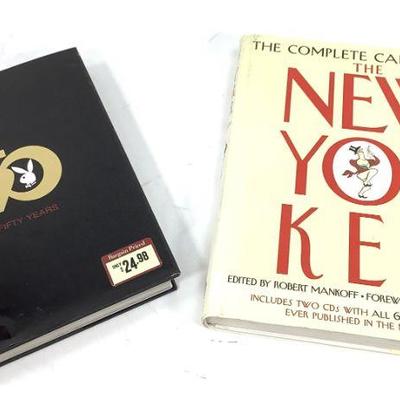 FIFTY YEARS
Bargain Priced
ONLY
$24.98
THE COMPLETE CA
THE
NEW
YO
KE
EDITED BY ROBERT MANKOFF • FOREW
INCLUDES TWO CDs WITH ALL 6
EVER PUBLISHED IN THE